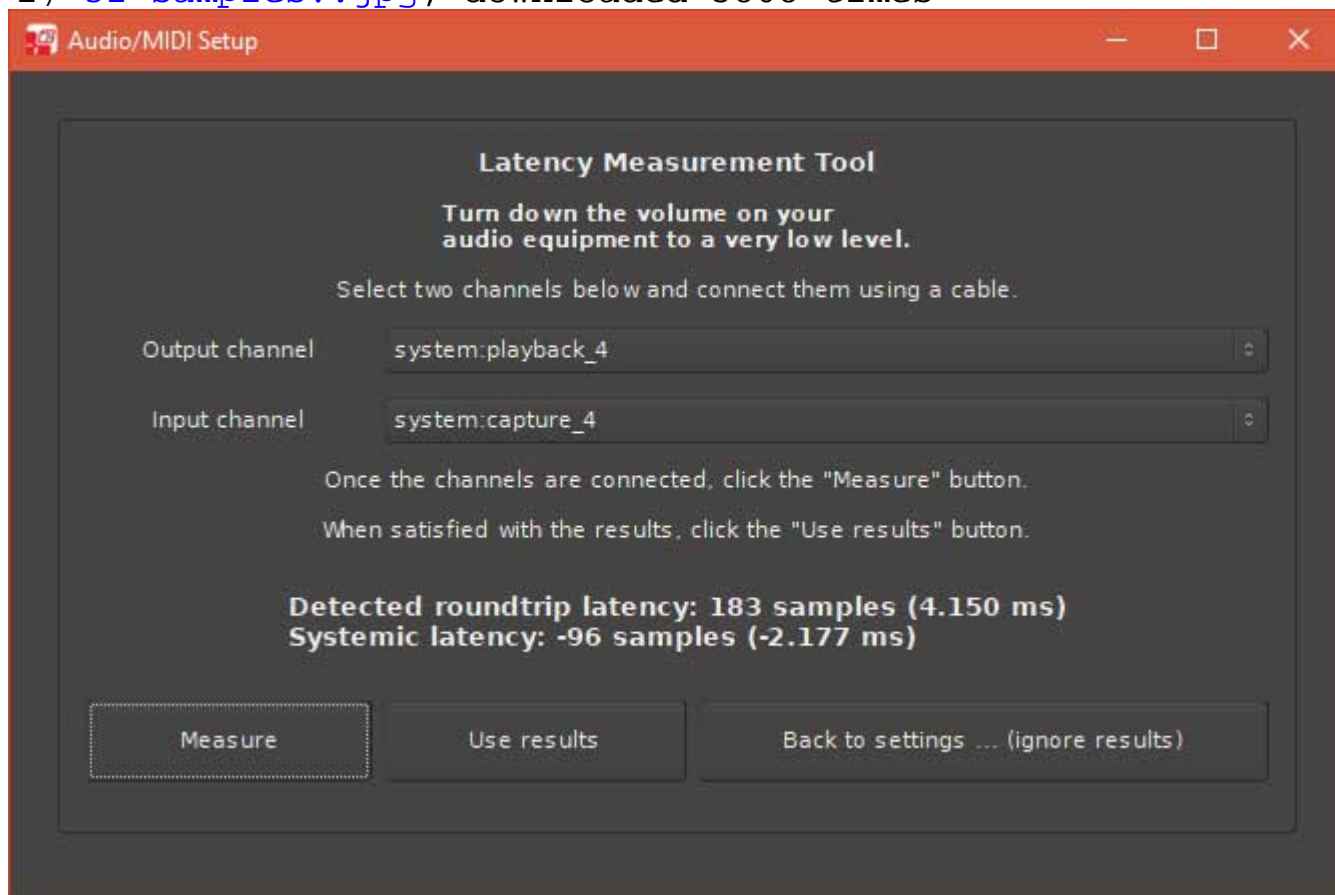 Audio/MIDI Setup
Latency Measurement Tool
Turn down the volume on your
audio equipment to a very low level.
Select two channels below and connect them using a cable.
Output channel system:playback_4
Input channel system:capture_4
Once the channels are connected, click the "Measure" button.
When satisfied with the results, click the "Use results" button.
Detected roundtrip latency: 183 samples (4.150 ms)
Systemic latency: -96 samples (-2.177 ms)
Measure Use results Back to settings ... (ignore results)